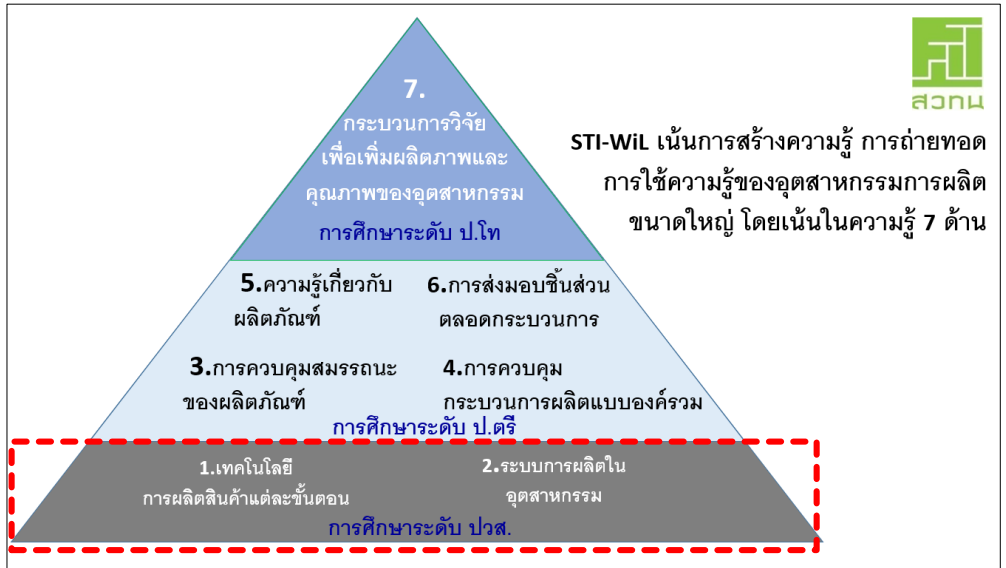 สวทน
STI-WiL เน้นการสร้างความรู้ การถ่ายทอด
การใช้ความรู้ของอุตสาหกรรมการผลิต
ขนาดใหญ่ โดยเน้นในความรู้ 7 ด้าน
7.
กระบวนการวิจัย
เพื่อเพิ่มผลิตภาพและ
คุณภาพของอุตสาหกรรม
การศึกษาระดับ ป.โท
5.ความรู้เกี่ยวกับ
ผลิตภัณฑ์
6.การส่งมอบชิ้นส่วน
ตลอดกระบวนการ
3.การควบคุมสมรรถนะ
ของผลิตภัณฑ์
4.การควบคุม
กระบวนการผลิตแบบองค์รวม
การศึกษาระดับ ป.ตรี
1.เทคโนโลยี
การผลิตสินค้าแต่ละขั้นตอน
2.ระบบการผลิตใน
อุตสาหกรรม
การศึกษาระดับ ปวส.